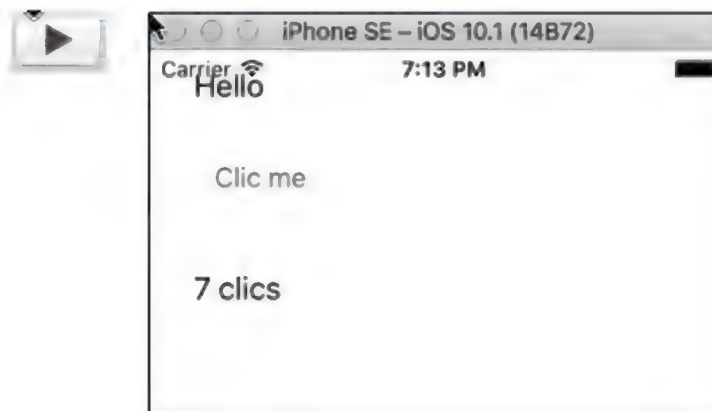 iPhone SE – iOS 10.1 (14B72)
Carrier 7:13 PM
Hello
Clic me
7 clics